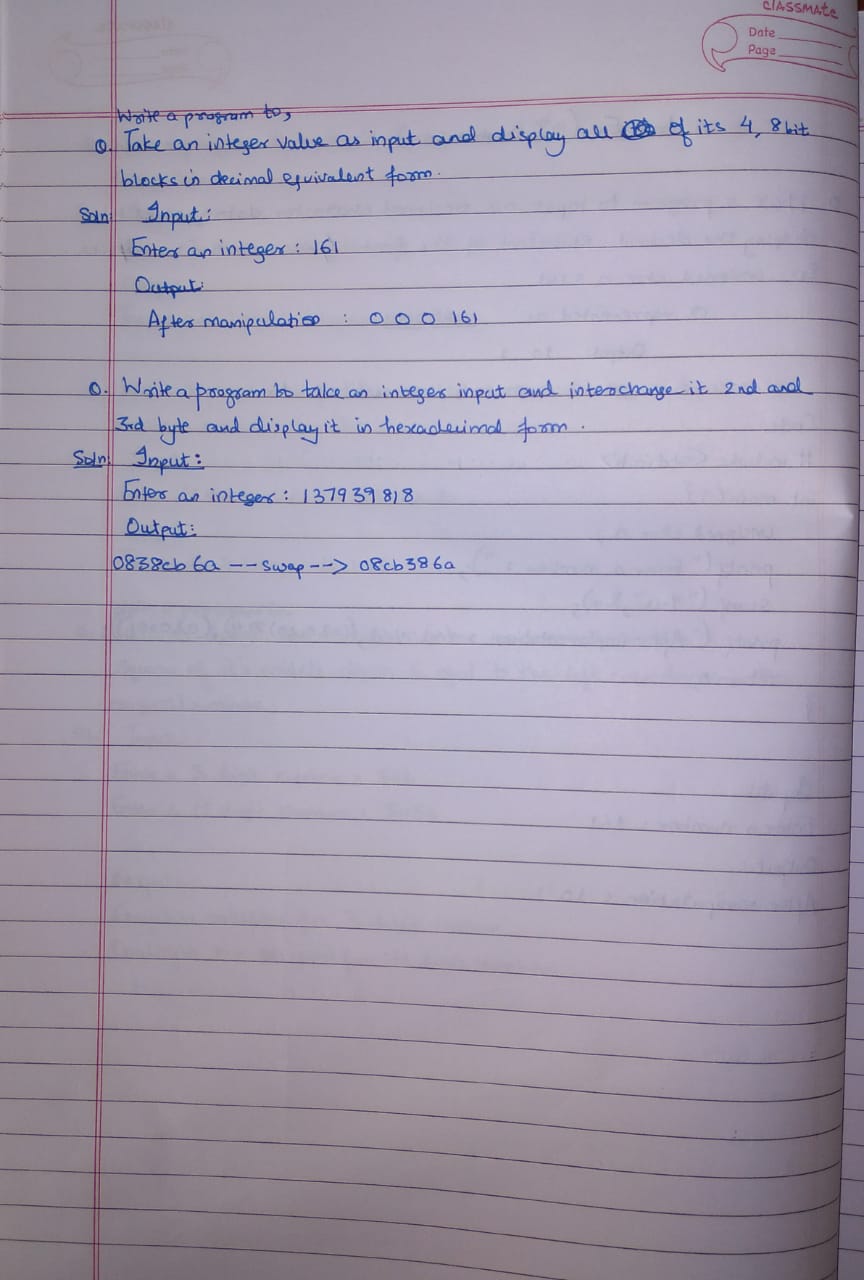 classmate
Date
Page
Write a program to,
Q. Take an integer value as input and display all of its 4, 8 bit
blocks in decimal equivalent form.
Soln: Input:
Enter an integer : 161
Output:
After manipulation : 0 0 0 161
Q. Write a program to take an integer input and interchange it 2nd and
3rd byte and display it in hexadecimal form.
Soln: Input:
Enter an integer : 137939818
Output:
0838cb6a --swap--> 08cb386a